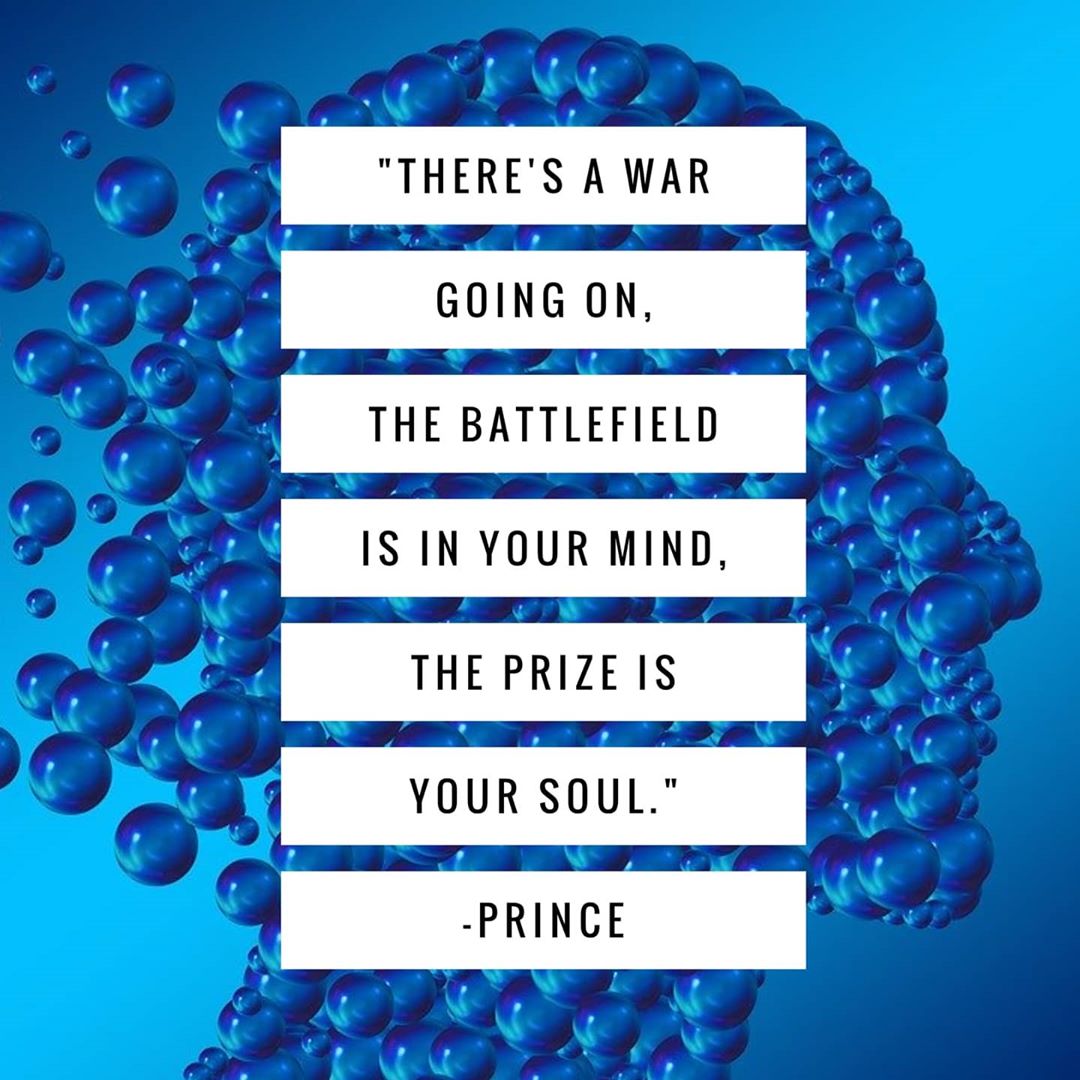 "THERE'S A WAR
GOING ON,
THE BATTLEFIELD
IS IN YOUR MIND,
THE PRIZE IS
YOUR SOUL."
-PRINCE